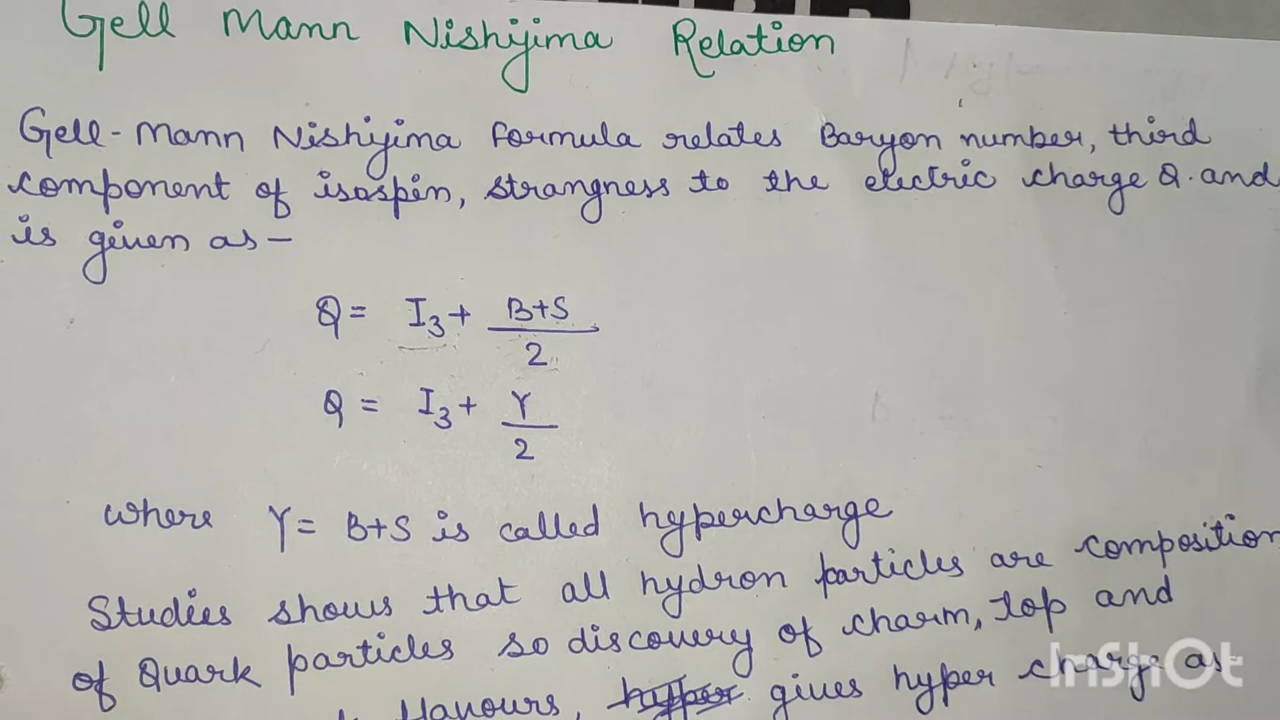 Gell Mann Nishijima Relation
Gell-Mann Nishijima formula relates Baryon number, third
component of isospin, strangness to the electric charge Q. and
is given as -
Q = I₃ + (B+S)/2
Q = I₃ + Y/2
where Y = B+S is called hypercharge
Studies shows that all hydron particles are composition
of Quark particles so discovery of charm, top and
flavours, gives hyper charge as
InShOt